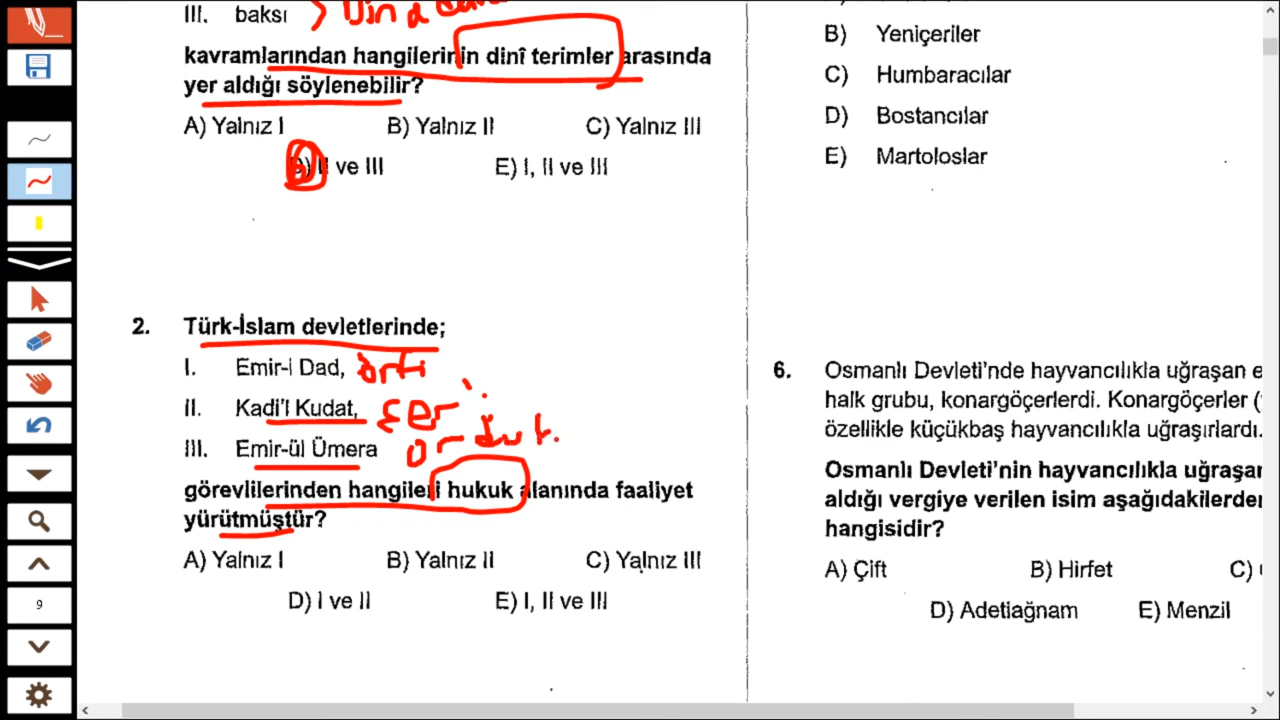 III. baksı
kavramlarından hangilerinin dinî terimler arasında
yer aldığı söylenebilir?
A) Yalnız I B) Yalnız II C) Yalnız III
D) II ve III E) I, II ve III
2. Türk-İslam devletlerinde;
I. Emir-i Dad, örfi
II. Kadi'l Kudat, şer'i
III. Emir-ül Ümera
görevlilerinden hangileri hukuk alanında faaliyet
yürütmüştür?
A) Yalnız I B) Yalnız II C) Yalnız III
D) I ve II E) I, II ve III
9
B) Yeniçeriler
C) Humbaracılar
D) Bostancılar
E) Martoloslar
6. Osmanlı Devleti'nde hayvancılıkla uğraşan e
halk grubu, konargöçerlerdi. Konargöçerler (
özellikle küçükbaş hayvancılıkla uğraşırlardı.
Osmanlı Devleti'nin hayvancılıkla uğraşan
aldığı vergiye verilen isim aşağıdakilerden
hangisidir?
A) Çift B) Hirfet C)
D) Adetiağnam E) Menzil